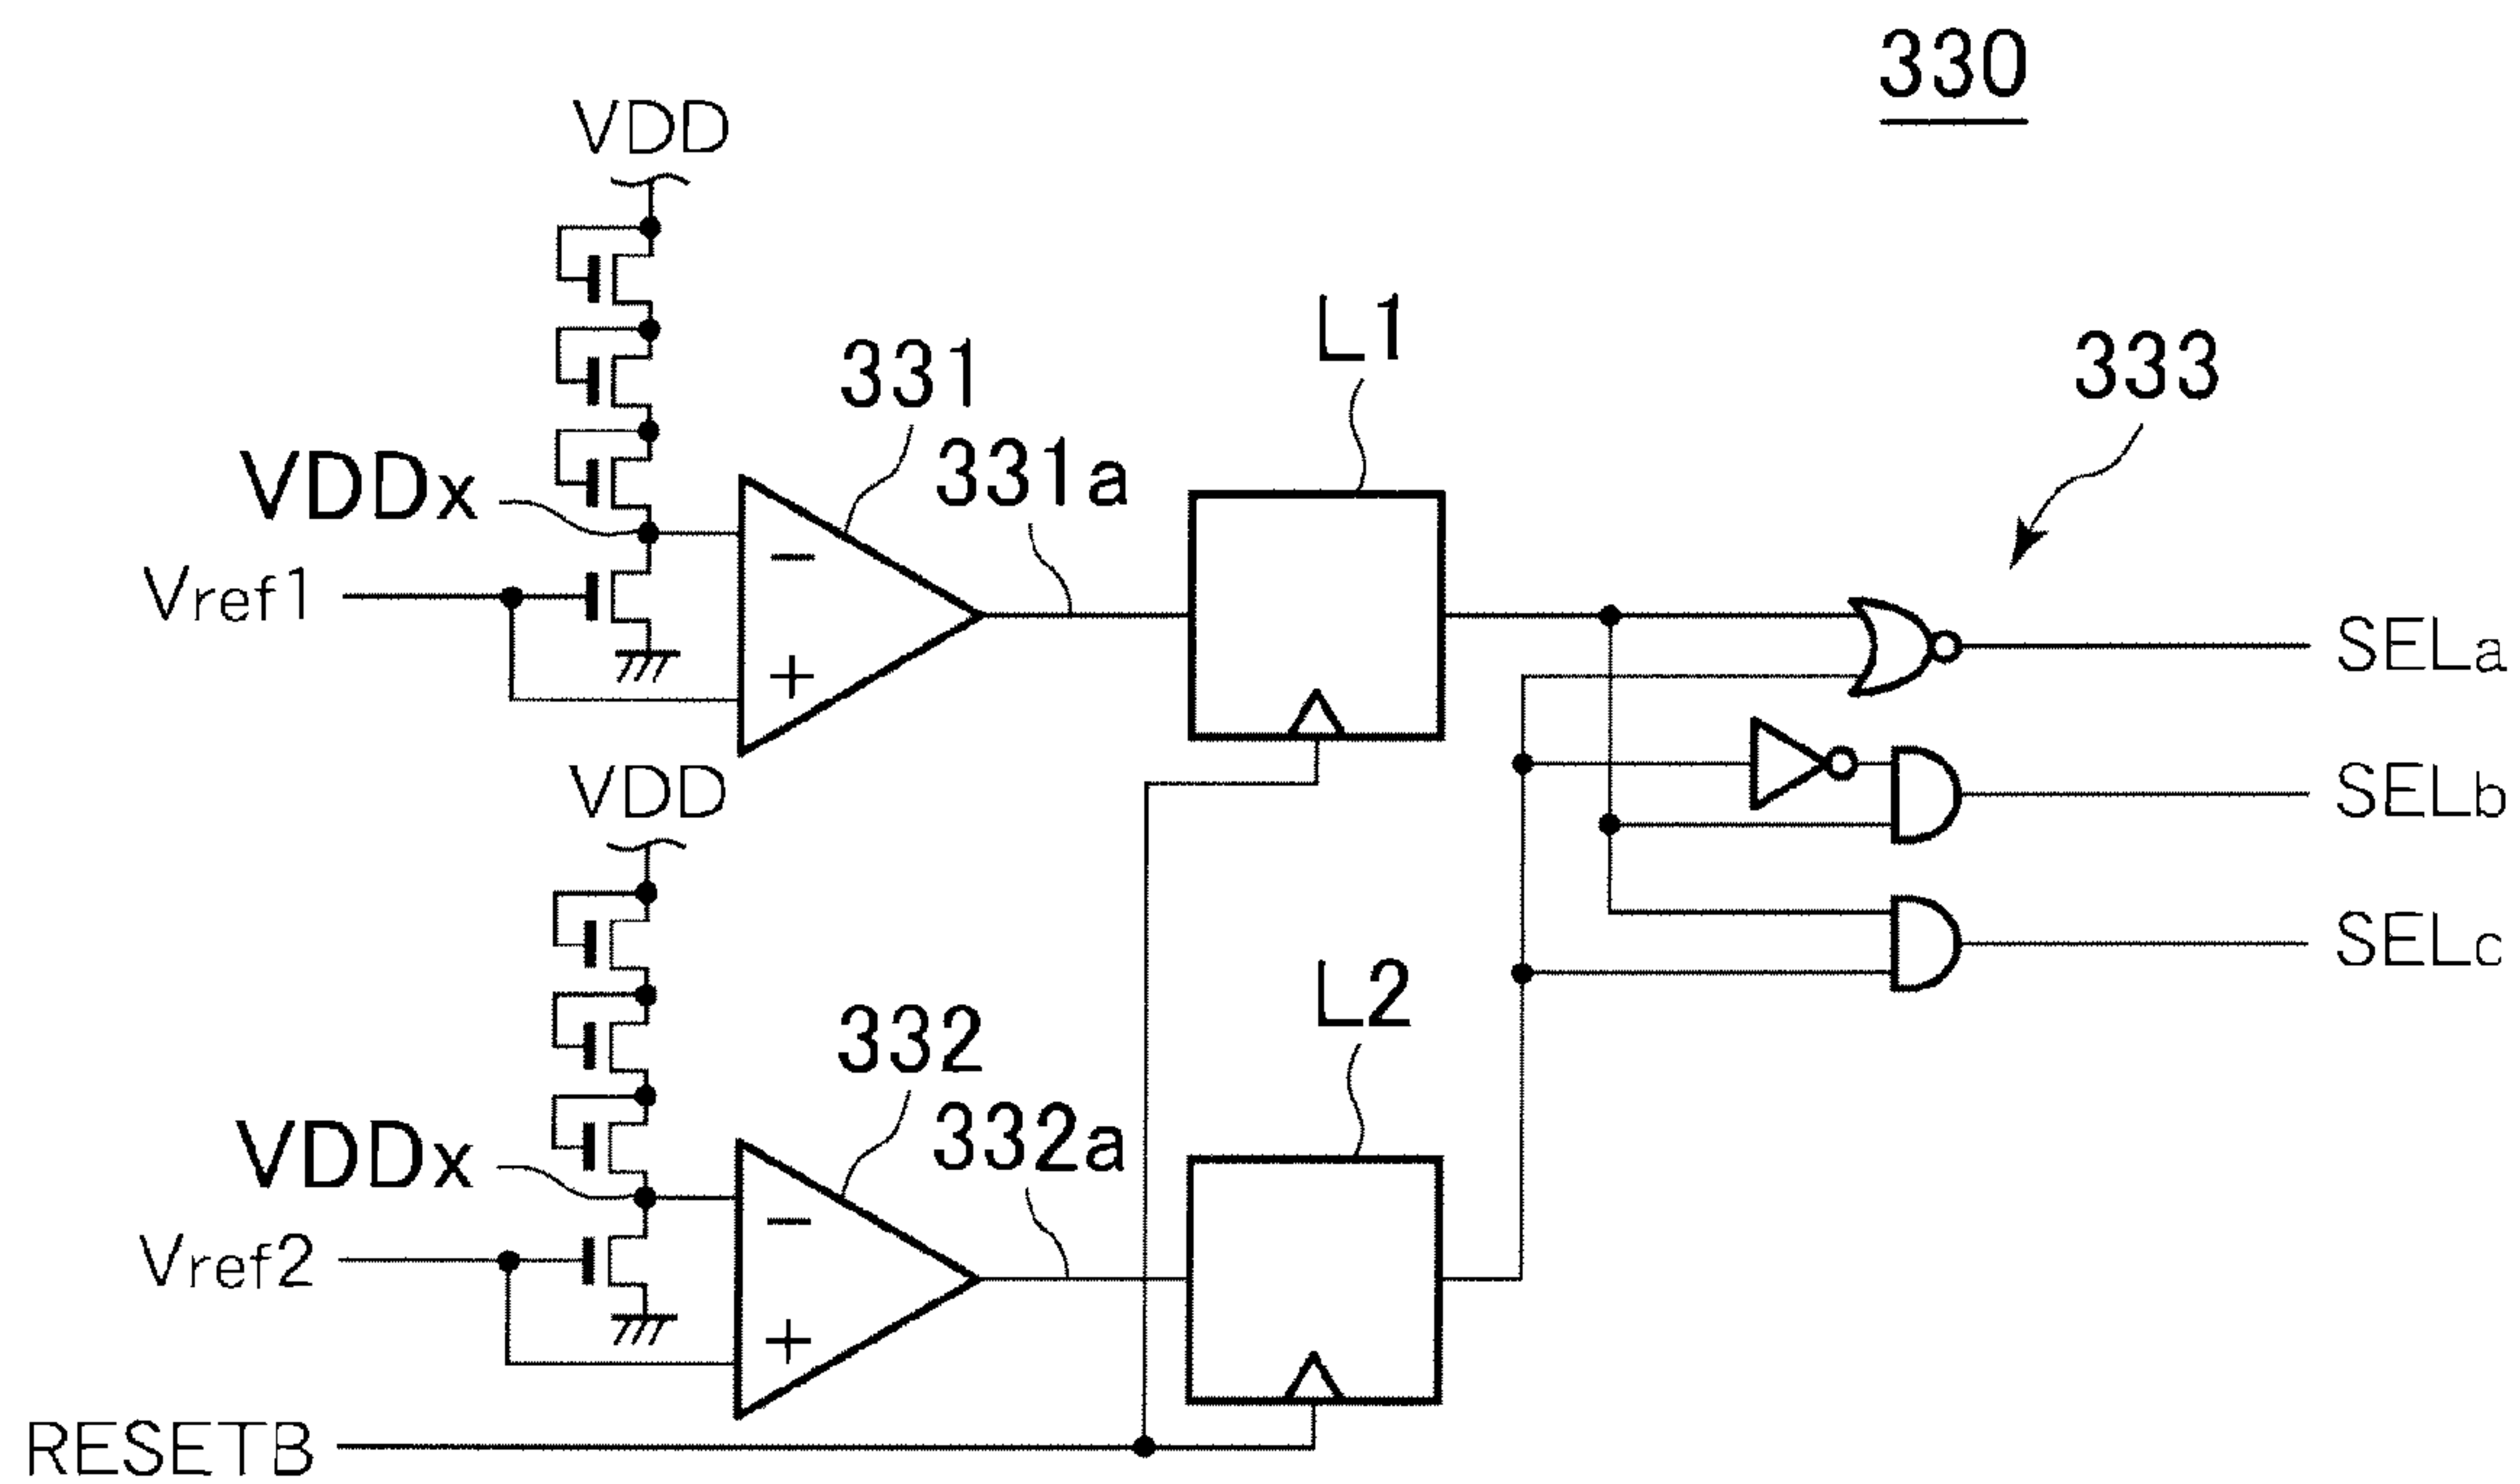 330
VDD
L1
331
333
331a
VDDx
−
Vref1
SELa
+
VDD
SELb
SELc
L2
332
332a
VDDx
−
Vref2
+
RESETB